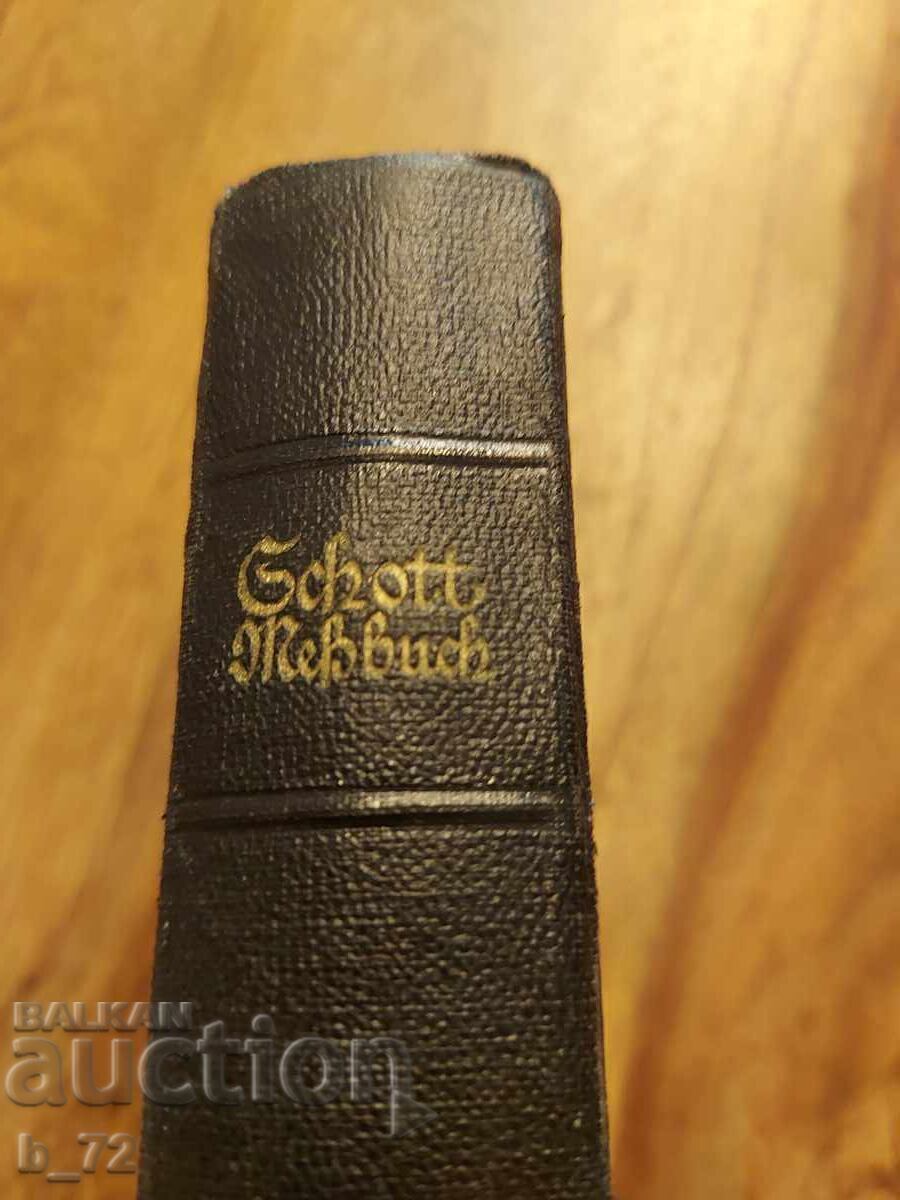 Schott
Meßbuch
BALKAN
auction
b_72